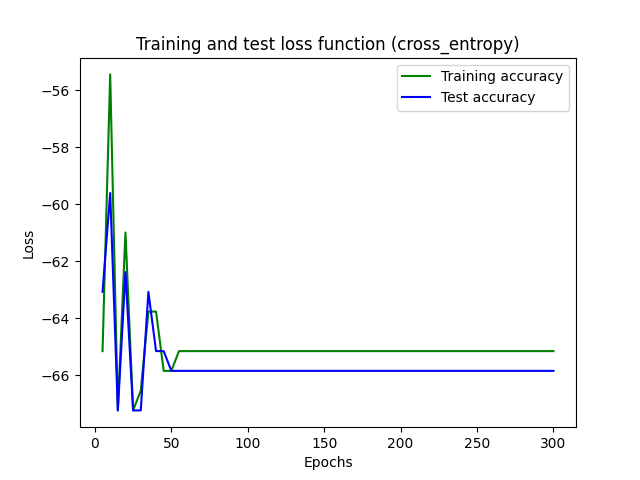 Training and test loss function (cross_entropy)
Training accuracy
Test accuracy
−56
−58
−60
−62
−64
−66
Loss
0
50
100
150
200
250
300
Epochs